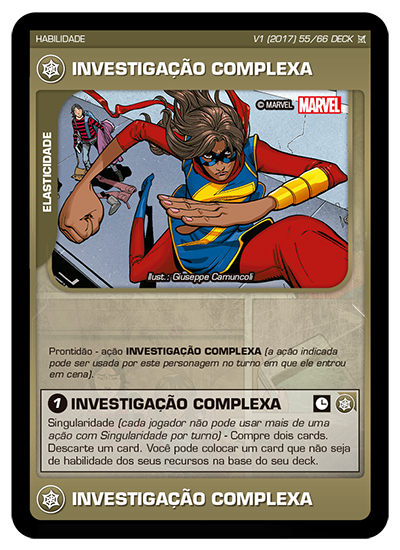 HABILIDADE
V1 (2017) 55/66 DECK
INVESTIGAÇÃO COMPLEXA
© MARVEL MARVEL
ELASTICIDADE
Ilust.: Giuseppe Camuncoli
Prontidão - ação INVESTIGAÇÃO COMPLEXA (a ação indicada
pode ser usada por este personagem no turno em que ele entrou
em cena).
1 INVESTIGAÇÃO COMPLEXA
Singularidade (cada jogador não pode usar mais de uma
ação com Singularidade por turno) - Compre dois cards.
Descarte um card. Você pode colocar um card que não seja
de habilidade dos seus recursos na base do seu deck.
INVESTIGAÇÃO COMPLEXA